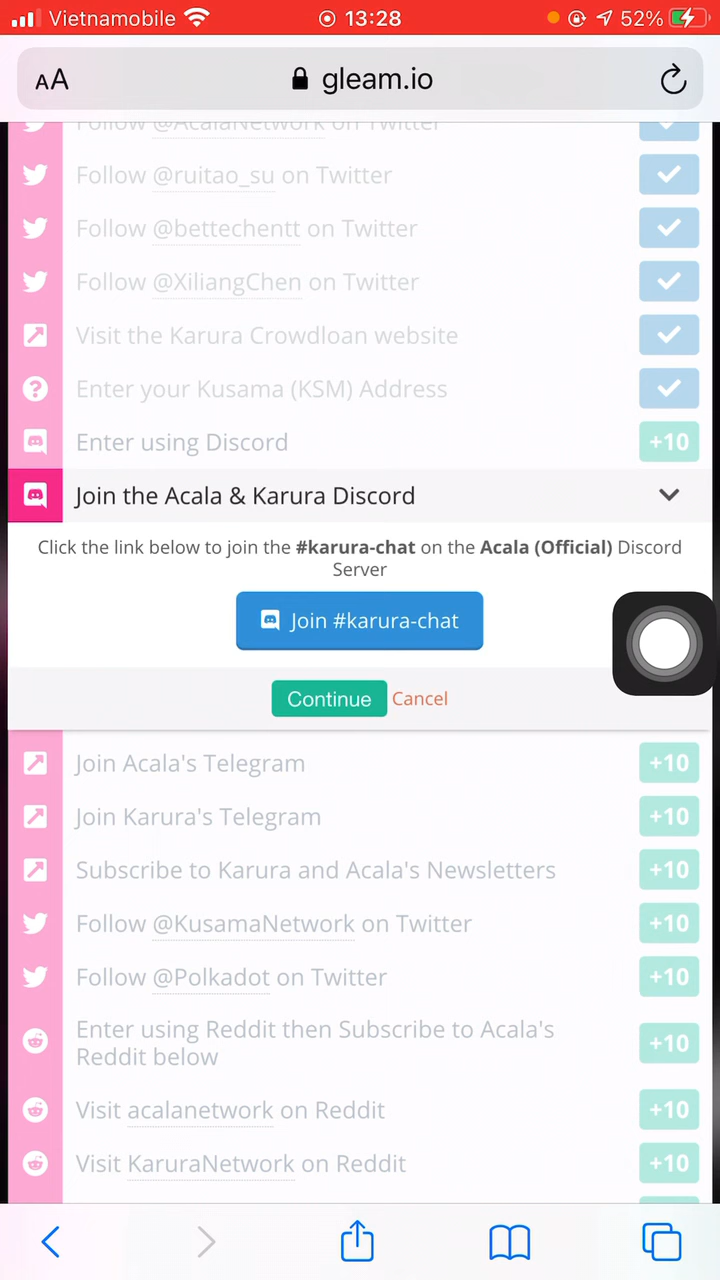 Vietnamobile 13:28 52%
AA gleam.io
Follow @AcalaNetwork on Twitter
Follow @ruitao_su on Twitter
Follow @bettechentt on Twitter
Follow @XiliangChen on Twitter
Visit the Karura Crowdloan website
Enter your Kusama (KSM) Address
Enter using Discord +10
Join the Acala & Karura Discord
Click the link below to join the #karura-chat on the Acala (Official) Discord
Server
Join #karura-chat
Continue Cancel
Join Acala's Telegram +10
Join Karura's Telegram +10
Subscribe to Karura and Acala's Newsletters +10
Follow @KusamaNetwork on Twitter +10
Follow @Polkadot on Twitter +10
Enter using Reddit then Subscribe to Acala's
Reddit below +10
Visit acalanetwork on Reddit +10
Visit KaruraNetwork on Reddit +10